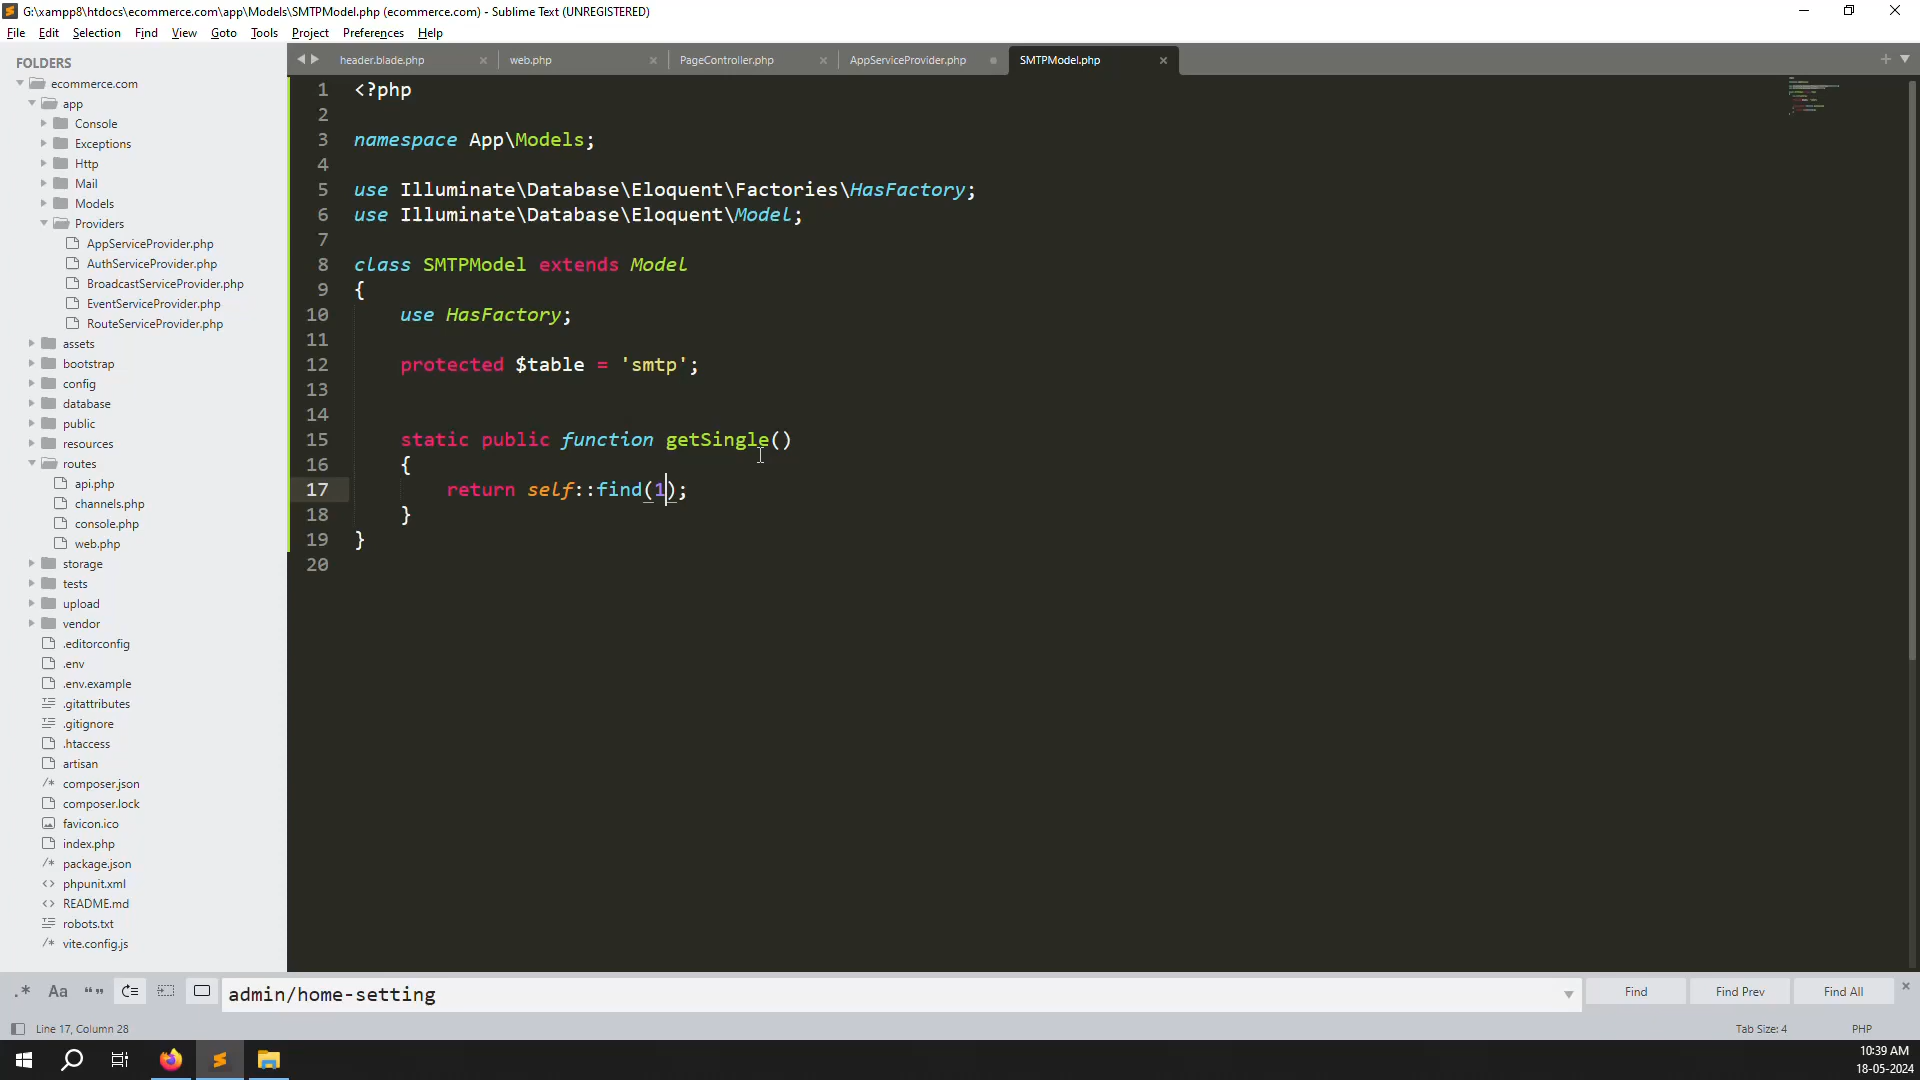 G:\xampp8\htdocs\ecommerce.com\app\Models\SMTPModel.php (ecommerce.com) - Sublime Text (UNREGISTERED)
File Edit Selection Find View Goto Tools Project Preferences Help
FOLDERS
ecommerce.com
app
Console
Exceptions
Http
Mail
Models
Providers
AppServiceProvider.php
AuthServiceProvider.php
BroadcastServiceProvider.php
EventServiceProvider.php
RouteServiceProvider.php
assets
bootstrap
config
database
public
resources
routes
api.php
channels.php
console.php
web.php
storage
tests
upload
vendor
.editorconfig
.env
.env.example
.gitattributes
.gitignore
.htaccess
artisan
composer.json
composer.lock
favicon.ico
index.php
package.json
phpunit.xml
README.md
robots.txt
vite.config.js
header.blade.php web.php PageController.php AppServiceProvider.php SMTPModel.php
1 <?php
2
3 namespace App\Models;
4
5 use Illuminate\Database\Eloquent\Factories\HasFactory;
6 use Illuminate\Database\Eloquent\Model;
7
8 class SMTPModel extends Model
9 {
10 use HasFactory;
11
12 protected $table = 'smtp';
13
14
15 static public function getSingle()
16 {
17 return self::find(1);
18 }
19 }
20
.* Aa “” admin/home-setting Find Find Prev Find All
Line 17, Column 28 Tab Size: 4 PHP
10:39 AM
18-05-2024